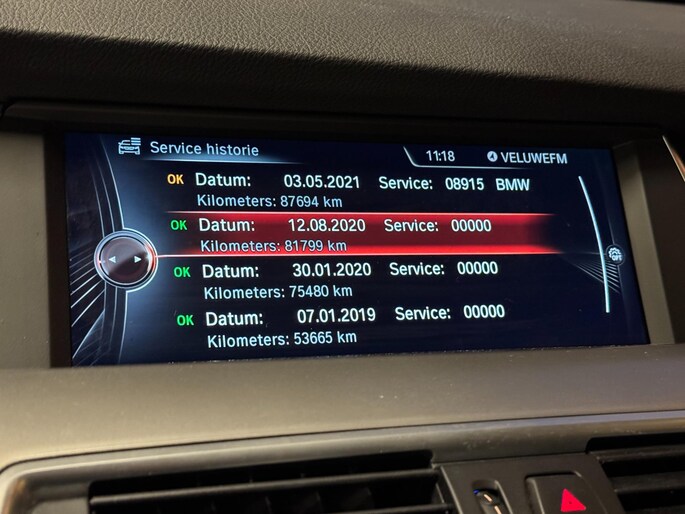 Service historie 11:18 4 VELUWEFM
OK Datum: 03.05.2021 Service: 08915 BMW
Kilometers: 87694 km
OK Datum: 12.08.2020 Service: 00000
Kilometers: 81799 km
OK Datum: 30.01.2020 Service: 00000
Kilometers: 75480 km
OK Datum: 07.01.2019 Service: 00000
Kilometers: 53665 km
OPT